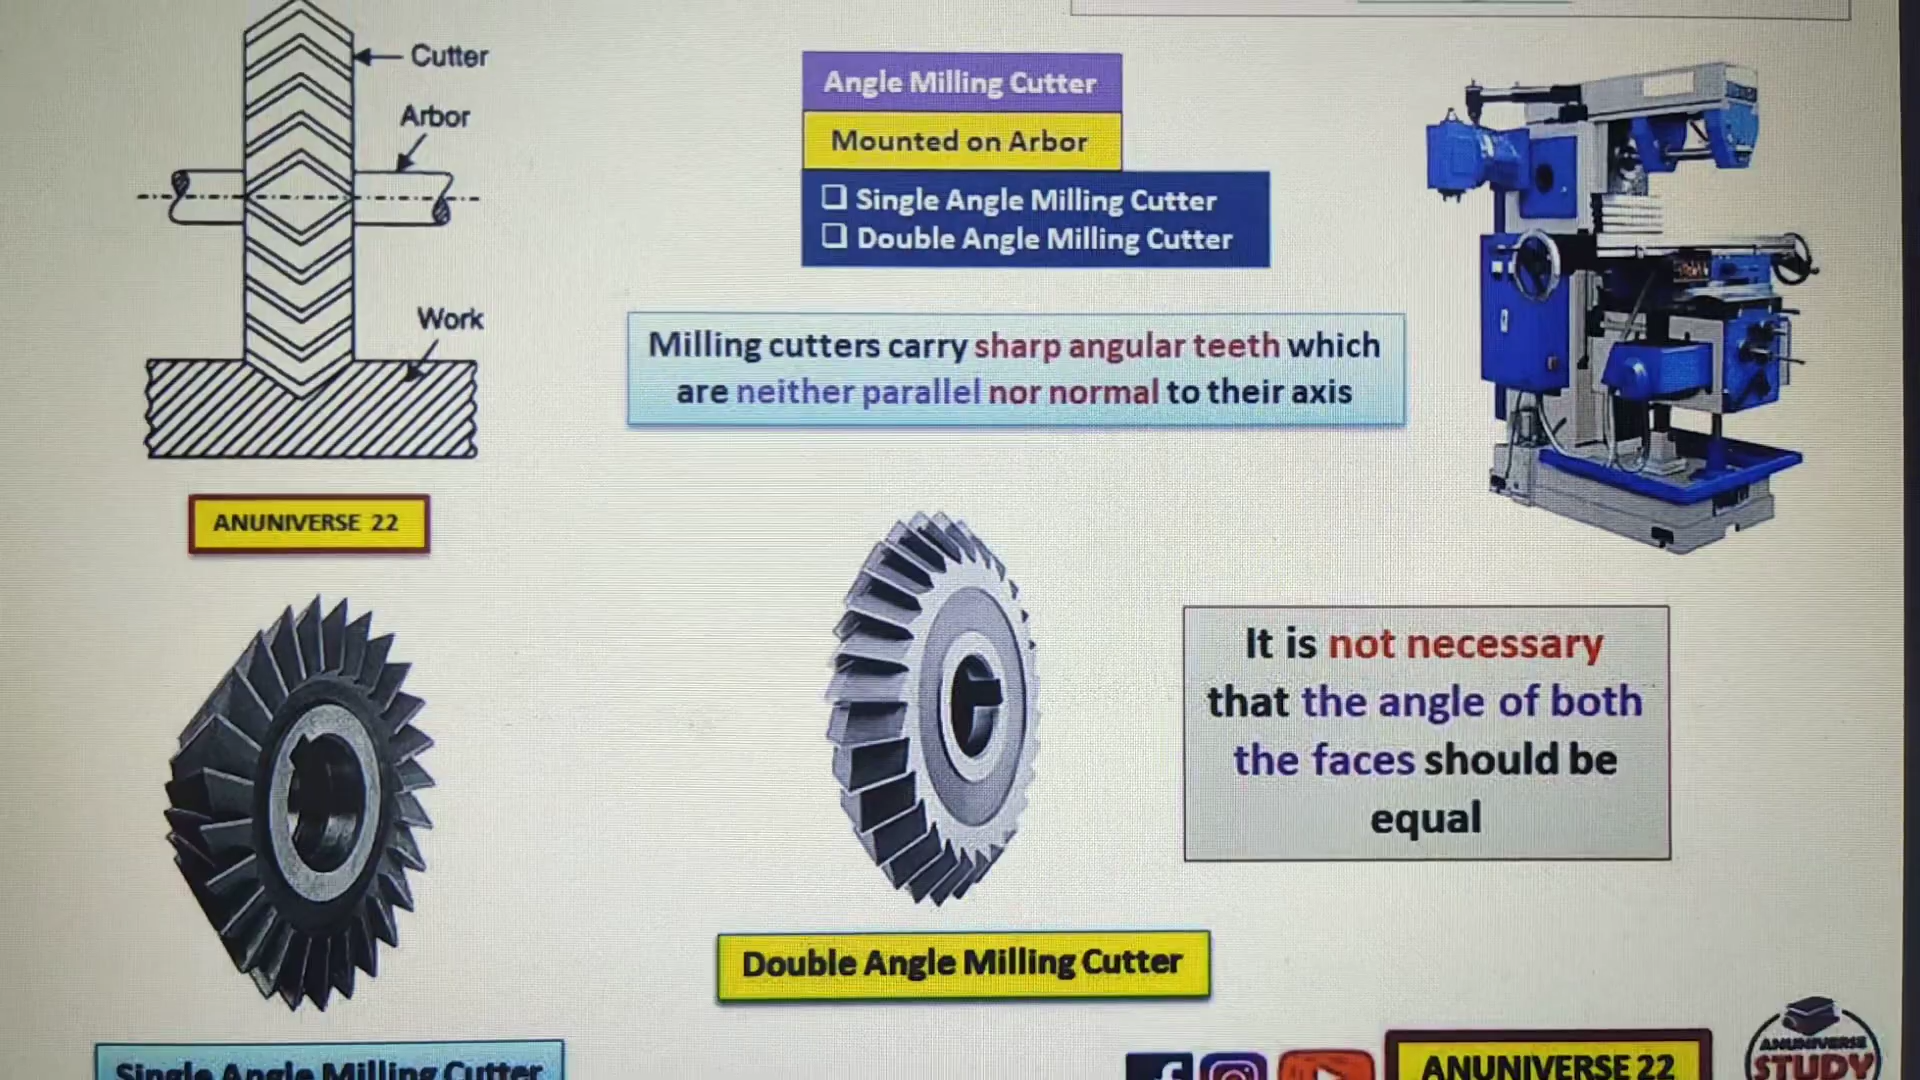 Cutter
Arbor
Work
ANUNIVERSE 22
Angle Milling Cutter
Mounted on Arbor
Single Angle Milling Cutter
Double Angle Milling Cutter
Milling cutters carry sharp angular teeth which
are neither parallel nor normal to their axis
It is not necessary
that the angle of both
the faces should be
equal
Double Angle Milling Cutter
Single Angle Milling Cutter
ANUNIVERSE 22
ANUNIVERSE
STUDY